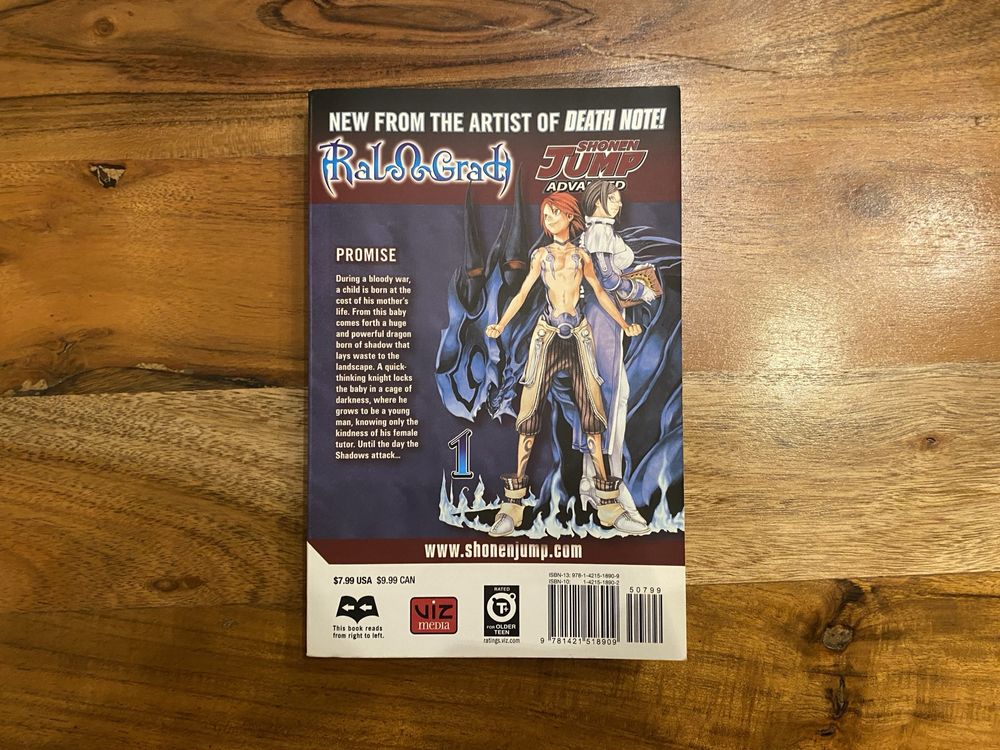 NEW FROM THE ARTIST OF DEATH NOTE!
RalΩGrad
SHONEN
JUMP
ADVANCED
PROMISE
During a bloody war,
a child is born at the
cost of his mother's
life. From this baby
comes forth a huge
and powerful dragon
born of shadow that
lays waste to the
landscape. A quick-
thinking knight locks
the baby in a cage of
darkness, where he
grows to be a young
man, knowing only the
kindness of his female
tutor. Until the day the
Shadows attack...
1
www.shonenjump.com
$7.99 USA $9.99 CAN
This book reads
from right to left.
VIZ
MEDIA
RATED
T+
FOR OLDER
TEEN
ratings.viz.com
ISBN-13: 978-1-4215-1890-9
ISBN-10: 1-4215-1890-2
50799
9 781421 518909